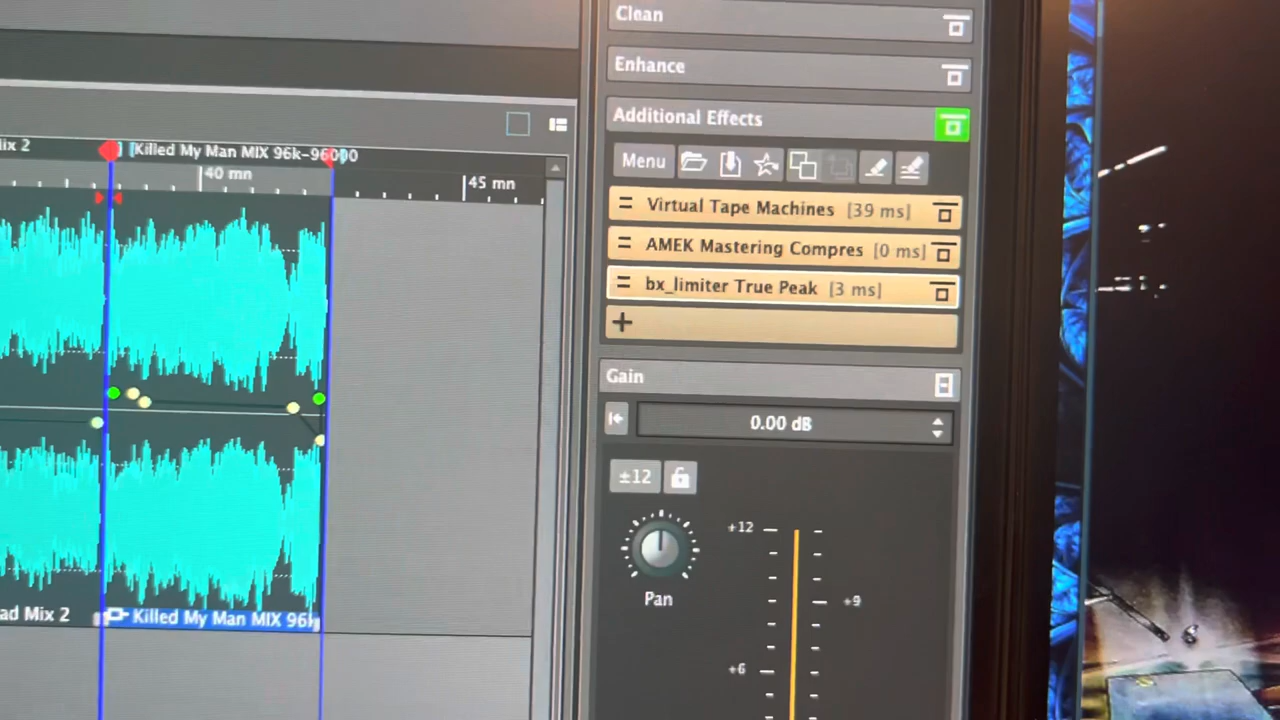 Clean
Enhance
Additional Effects
Menu
Virtual Tape Machines [39 ms]
AMEK Mastering Compres [0 ms]
bx_limiter True Peak [3 ms]
+
Gain
0.00 dB
±12
Pan
+12
+9
+6
ix 2
[Killed My Man MIX 96k-96000
40 mn
45 mn
ad Mix 2
Killed My Man MIX 96k